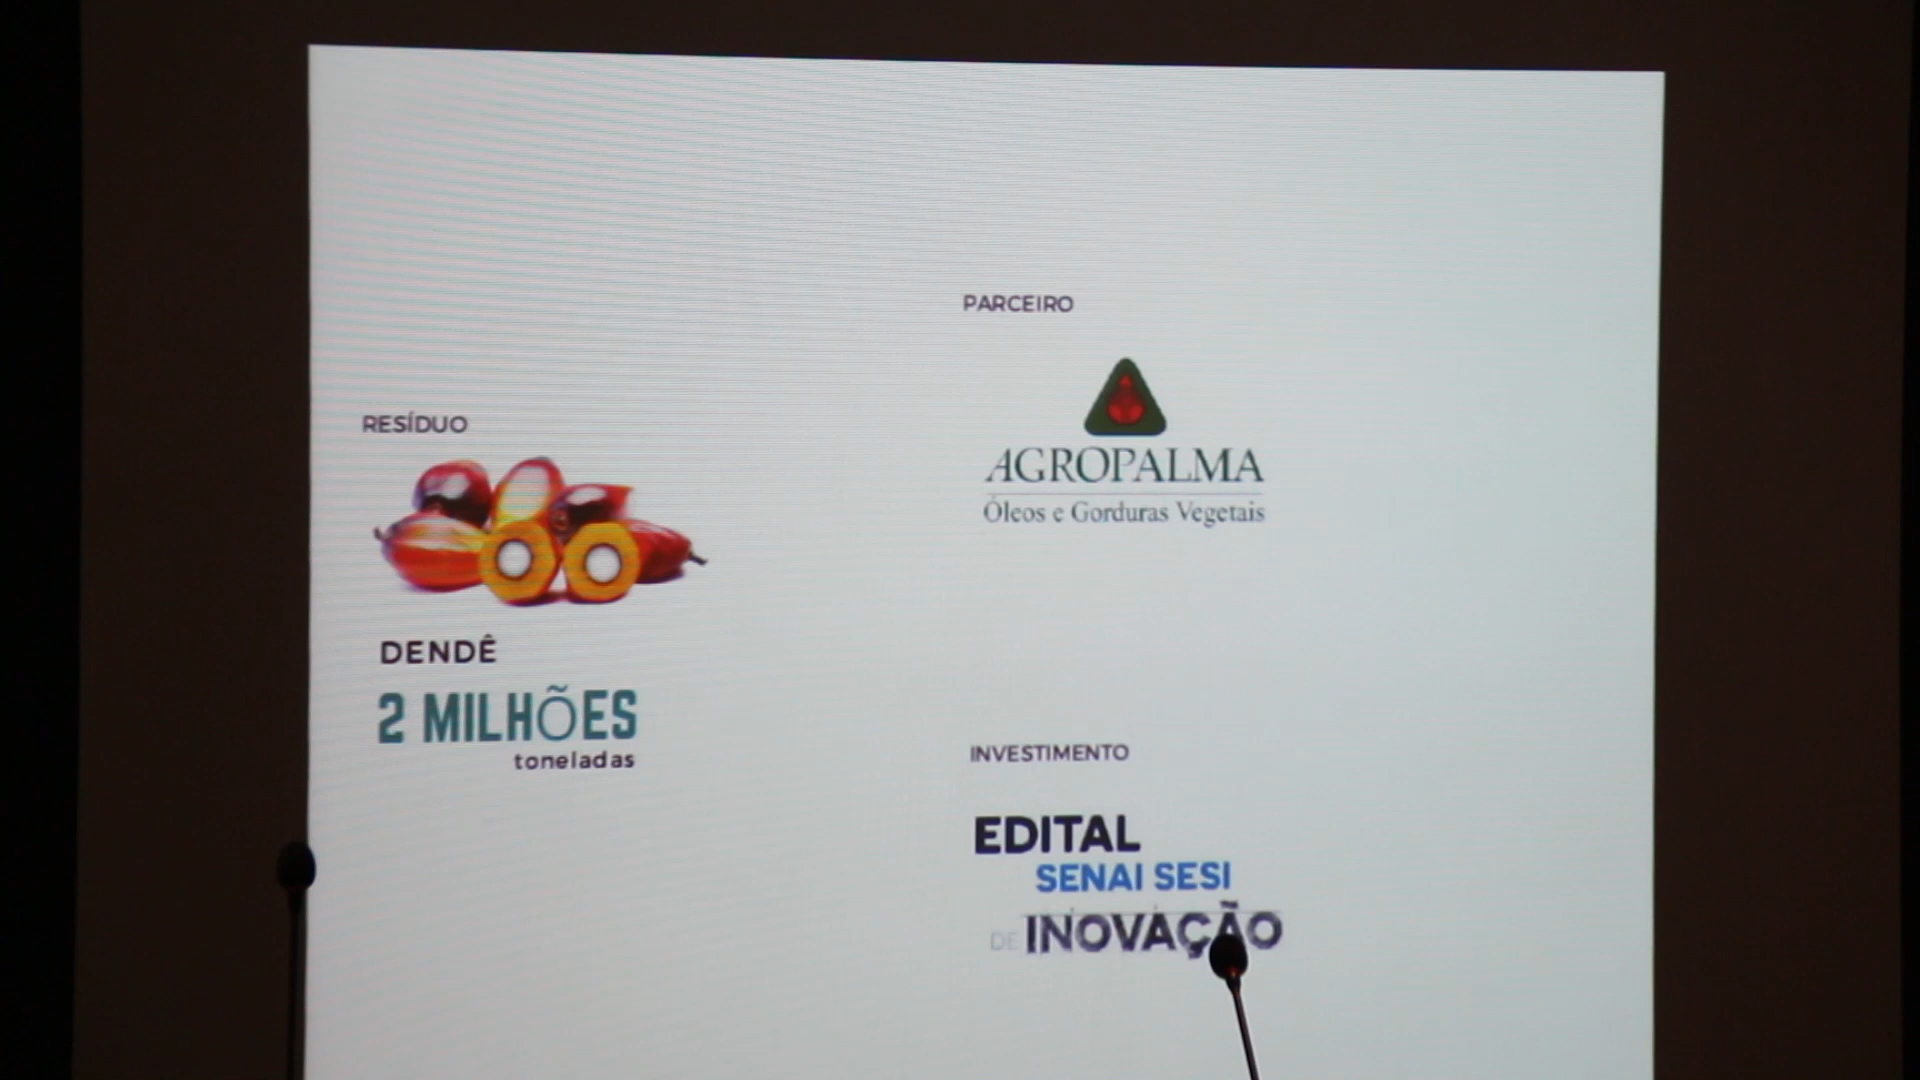 RESÍDUO
DENDÊ
2 MILHÕES
toneladas
PARCEIRO
AGROPALMA
Óleos e Gorduras Vegetais
INVESTIMENTO
EDITAL
SENAI SESI
DE INOVAÇÃO